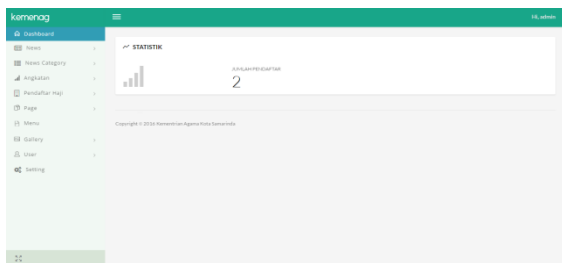 kemenag
Hi, admin
Dashboard
News
News Category
Angkatan
Pendaftar Haji
Page
Menu
Gallery
User
Setting
STATISTIK
JUMLAH PENDAFTAR
2
Copyright © 2016 Kementrian Agama Kota Samarinda